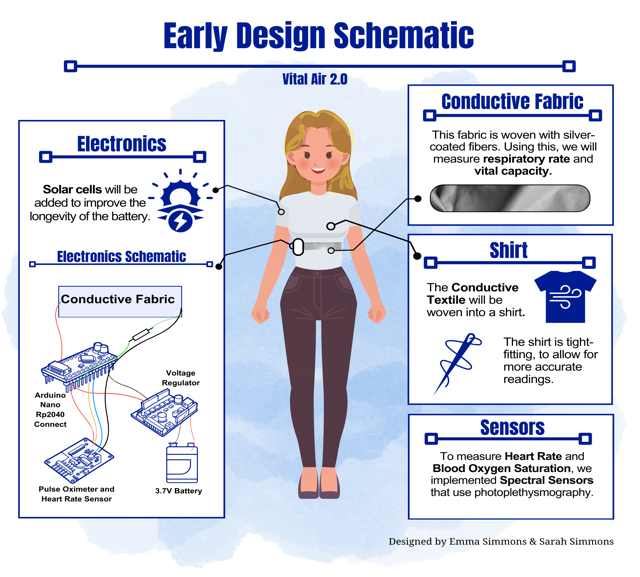 Early Design Schematic
Vital Air 2.0
Electronics
Solar cells will be
added to improve the
longevity of the battery.
Electronics Schematic
Conductive Fabric
Arduino
Nano
Rp2040
Connect
Voltage
Regulator
Pulse Oximeter and
Heart Rate Sensor
3.7V Battery
Conductive Fabric
This fabric is woven with silver-
coated fibers. Using this, we will
measure respiratory rate and
vital capacity.
Shirt
The Conductive
Textile will be
woven into a shirt.
The shirt is tight-
fitting, to allow for
more accurate
readings.
Sensors
To measure Heart Rate and
Blood Oxygen Saturation, we
implemented Spectral Sensors
that use photoplethysmography.
Designed by Emma Simmons & Sarah Simmons